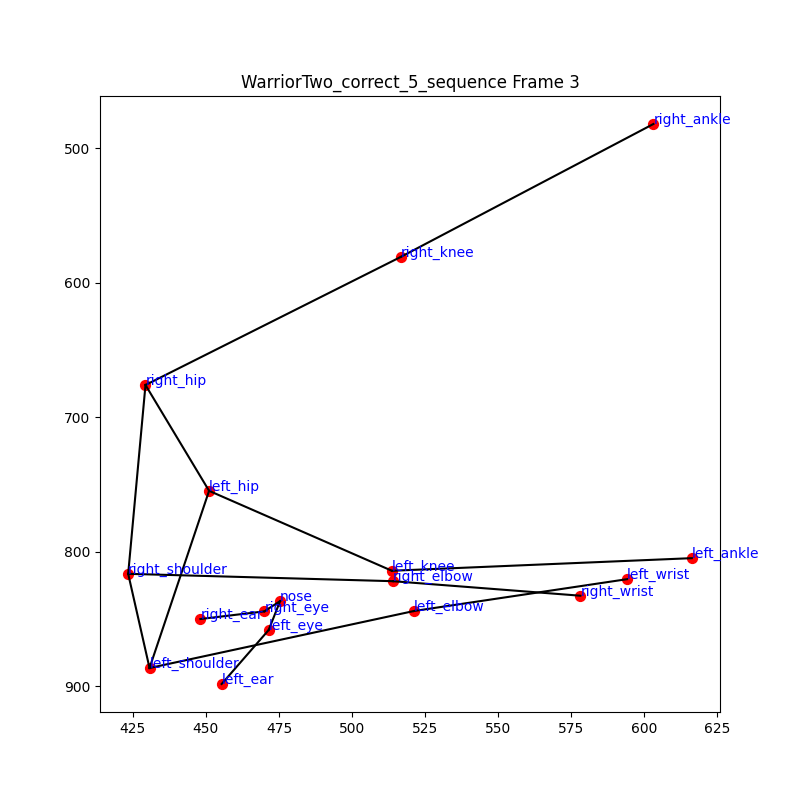 WarriorTwo_correct_5_sequence Frame 3
right_ankle
500
right_knee
600
right_hip
700
left_hip
800
left_ankle
left_knee
right_shoulder
right_elbow
left_wrist
right_wrist
nose
right_eye
left_elbow
right_ear
left_eye
left_shoulder
left_ear
900
425 450 475 500 525 550 575 600 625